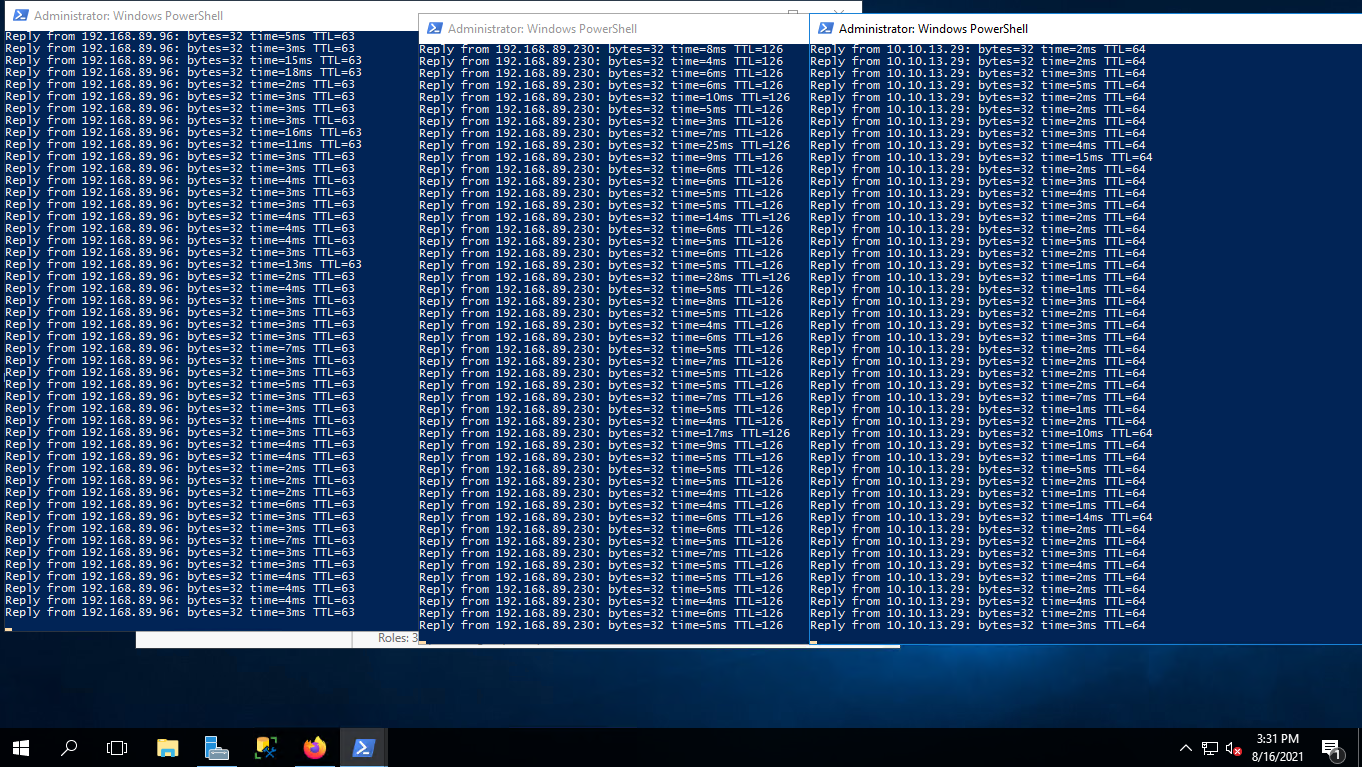 Administrator: Windows PowerShell
Reply from 192.168.89.96: bytes=32 time=5ms TTL=63
Reply from 192.168.89.96: bytes=32 time=3ms TTL=63
Reply from 192.168.89.96: bytes=32 time=15ms TTL=63
Reply from 192.168.89.96: bytes=32 time=18ms TTL=63
Reply from 192.168.89.96: bytes=32 time=2ms TTL=63
Reply from 192.168.89.96: bytes=32 time=3ms TTL=63
Reply from 192.168.89.96: bytes=32 time=3ms TTL=63
Reply from 192.168.89.96: bytes=32 time=3ms TTL=63
Reply from 192.168.89.96: bytes=32 time=16ms TTL=63
Reply from 192.168.89.96: bytes=32 time=11ms TTL=63
Reply from 192.168.89.96: bytes=32 time=3ms TTL=63
Reply from 192.168.89.96: bytes=32 time=3ms TTL=63
Reply from 192.168.89.96: bytes=32 time=4ms TTL=63
Reply from 192.168.89.96: bytes=32 time=3ms TTL=63
Reply from 192.168.89.96: bytes=32 time=3ms TTL=63
Reply from 192.168.89.96: bytes=32 time=4ms TTL=63
Reply from 192.168.89.96: bytes=32 time=4ms TTL=63
Reply from 192.168.89.96: bytes=32 time=4ms TTL=63
Reply from 192.168.89.96: bytes=32 time=3ms TTL=63
Reply from 192.168.89.96: bytes=32 time=13ms TTL=63
Reply from 192.168.89.96: bytes=32 time=2ms TTL=63
Reply from 192.168.89.96: bytes=32 time=4ms TTL=63
Reply from 192.168.89.96: bytes=32 time=3ms TTL=63
Reply from 192.168.89.96: bytes=32 time=3ms TTL=63
Reply from 192.168.89.96: bytes=32 time=3ms TTL=63
Reply from 192.168.89.96: bytes=32 time=3ms TTL=63
Reply from 192.168.89.96: bytes=32 time=7ms TTL=63
Reply from 192.168.89.96: bytes=32 time=3ms TTL=63
Reply from 192.168.89.96: bytes=32 time=3ms TTL=63
Reply from 192.168.89.96: bytes=32 time=5ms TTL=63
Reply from 192.168.89.96: bytes=32 time=3ms TTL=63
Reply from 192.168.89.96: bytes=32 time=3ms TTL=63
Reply from 192.168.89.96: bytes=32 time=4ms TTL=63
Reply from 192.168.89.96: bytes=32 time=3ms TTL=63
Reply from 192.168.89.96: bytes=32 time=4ms TTL=63
Reply from 192.168.89.96: bytes=32 time=4ms TTL=63
Reply from 192.168.89.96: bytes=32 time=2ms TTL=63
Reply from 192.168.89.96: bytes=32 time=2ms TTL=63
Reply from 192.168.89.96: bytes=32 time=2ms TTL=63
Reply from 192.168.89.96: bytes=32 time=6ms TTL=63
Reply from 192.168.89.96: bytes=32 time=3ms TTL=63
Reply from 192.168.89.96: bytes=32 time=3ms TTL=63
Reply from 192.168.89.96: bytes=32 time=7ms TTL=63
Reply from 192.168.89.96: bytes=32 time=3ms TTL=63
Reply from 192.168.89.96: bytes=32 time=3ms TTL=63
Reply from 192.168.89.96: bytes=32 time=4ms TTL=63
Reply from 192.168.89.96: bytes=32 time=4ms TTL=63
Reply from 192.168.89.96: bytes=32 time=4ms TTL=63
Reply from 192.168.89.96: bytes=32 time=3ms TTL=63
Administrator: Windows PowerShell
Reply from 192.168.89.230: bytes=32 time=8ms TTL=126
Reply from 192.168.89.230: bytes=32 time=4ms TTL=126
Reply from 192.168.89.230: bytes=32 time=6ms TTL=126
Reply from 192.168.89.230: bytes=32 time=6ms TTL=126
Reply from 192.168.89.230: bytes=32 time=10ms TTL=126
Reply from 192.168.89.230: bytes=32 time=5ms TTL=126
Reply from 192.168.89.230: bytes=32 time=3ms TTL=126
Reply from 192.168.89.230: bytes=32 time=7ms TTL=126
Reply from 192.168.89.230: bytes=32 time=25ms TTL=126
Reply from 192.168.89.230: bytes=32 time=9ms TTL=126
Reply from 192.168.89.230: bytes=32 time=6ms TTL=126
Reply from 192.168.89.230: bytes=32 time=6ms TTL=126
Reply from 192.168.89.230: bytes=32 time=5ms TTL=126
Reply from 192.168.89.230: bytes=32 time=5ms TTL=126
Reply from 192.168.89.230: bytes=32 time=14ms TTL=126
Reply from 192.168.89.230: bytes=32 time=6ms TTL=126
Reply from 192.168.89.230: bytes=32 time=5ms TTL=126
Reply from 192.168.89.230: bytes=32 time=6ms TTL=126
Reply from 192.168.89.230: bytes=32 time=5ms TTL=126
Reply from 192.168.89.230: bytes=32 time=28ms TTL=126
Reply from 192.168.89.230: bytes=32 time=5ms TTL=126
Reply from 192.168.89.230: bytes=32 time=8ms TTL=126
Reply from 192.168.89.230: bytes=32 time=5ms TTL=126
Reply from 192.168.89.230: bytes=32 time=4ms TTL=126
Reply from 192.168.89.230: bytes=32 time=6ms TTL=126
Reply from 192.168.89.230: bytes=32 time=5ms TTL=126
Reply from 192.168.89.230: bytes=32 time=7ms TTL=126
Reply from 192.168.89.230: bytes=32 time=5ms TTL=126
Reply from 192.168.89.230: bytes=32 time=5ms TTL=126
Reply from 192.168.89.230: bytes=32 time=7ms TTL=126
Reply from 192.168.89.230: bytes=32 time=5ms TTL=126
Reply from 192.168.89.230: bytes=32 time=4ms TTL=126
Reply from 192.168.89.230: bytes=32 time=17ms TTL=126
Reply from 192.168.89.230: bytes=32 time=9ms TTL=126
Reply from 192.168.89.230: bytes=32 time=5ms TTL=126
Reply from 192.168.89.230: bytes=32 time=5ms TTL=126
Reply from 192.168.89.230: bytes=32 time=5ms TTL=126
Reply from 192.168.89.230: bytes=32 time=4ms TTL=126
Reply from 192.168.89.230: bytes=32 time=4ms TTL=126
Reply from 192.168.89.230: bytes=32 time=6ms TTL=126
Reply from 192.168.89.230: bytes=32 time=6ms TTL=126
Reply from 192.168.89.230: bytes=32 time=5ms TTL=126
Reply from 192.168.89.230: bytes=32 time=7ms TTL=126
Reply from 192.168.89.230: bytes=32 time=5ms TTL=126
Reply from 192.168.89.230: bytes=32 time=5ms TTL=126
Reply from 192.168.89.230: bytes=32 time=5ms TTL=126
Reply from 192.168.89.230: bytes=32 time=4ms TTL=126
Reply from 192.168.89.230: bytes=32 time=6ms TTL=126
Reply from 192.168.89.230: bytes=32 time=5ms TTL=126
Administrator: Windows PowerShell
Reply from 10.10.13.29: bytes=32 time=2ms TTL=64
Reply from 10.10.13.29: bytes=32 time=2ms TTL=64
Reply from 10.10.13.29: bytes=32 time=3ms TTL=64
Reply from 10.10.13.29: bytes=32 time=5ms TTL=64
Reply from 10.10.13.29: bytes=32 time=2ms TTL=64
Reply from 10.10.13.29: bytes=32 time=2ms TTL=64
Reply from 10.10.13.29: bytes=32 time=2ms TTL=64
Reply from 10.10.13.29: bytes=32 time=3ms TTL=64
Reply from 10.10.13.29: bytes=32 time=4ms TTL=64
Reply from 10.10.13.29: bytes=32 time=15ms TTL=64
Reply from 10.10.13.29: bytes=32 time=2ms TTL=64
Reply from 10.10.13.29: bytes=32 time=3ms TTL=64
Reply from 10.10.13.29: bytes=32 time=4ms TTL=64
Reply from 10.10.13.29: bytes=32 time=3ms TTL=64
Reply from 10.10.13.29: bytes=32 time=2ms TTL=64
Reply from 10.10.13.29: bytes=32 time=2ms TTL=64
Reply from 10.10.13.29: bytes=32 time=5ms TTL=64
Reply from 10.10.13.29: bytes=32 time=2ms TTL=64
Reply from 10.10.13.29: bytes=32 time=1ms TTL=64
Reply from 10.10.13.29: bytes=32 time=1ms TTL=64
Reply from 10.10.13.29: bytes=32 time=1ms TTL=64
Reply from 10.10.13.29: bytes=32 time=3ms TTL=64
Reply from 10.10.13.29: bytes=32 time=2ms TTL=64
Reply from 10.10.13.29: bytes=32 time=2ms TTL=64
Reply from 10.10.13.29: bytes=32 time=3ms TTL=64
Reply from 10.10.13.29: bytes=32 time=2ms TTL=64
Reply from 10.10.13.29: bytes=32 time=2ms TTL=64
Reply from 10.10.13.29: bytes=32 time=2ms TTL=64
Reply from 10.10.13.29: bytes=32 time=2ms TTL=64
Reply from 10.10.13.29: bytes=32 time=7ms TTL=64
Reply from 10.10.13.29: bytes=32 time=1ms TTL=64
Reply from 10.10.13.29: bytes=32 time=2ms TTL=64
Reply from 10.10.13.29: bytes=32 time=10ms TTL=64
Reply from 10.10.13.29: bytes=32 time=1ms TTL=64
Reply from 10.10.13.29: bytes=32 time=1ms TTL=64
Reply from 10.10.13.29: bytes=32 time=5ms TTL=64
Reply from 10.10.13.29: bytes=32 time=2ms TTL=64
Reply from 10.10.13.29: bytes=32 time=1ms TTL=64
Reply from 10.10.13.29: bytes=32 time=1ms TTL=64
Reply from 10.10.13.29: bytes=32 time=14ms TTL=64
Reply from 10.10.13.29: bytes=32 time=2ms TTL=64
Reply from 10.10.13.29: bytes=32 time=2ms TTL=64
Reply from 10.10.13.29: bytes=32 time=3ms TTL=64
Reply from 10.10.13.29: bytes=32 time=4ms TTL=64
Reply from 10.10.13.29: bytes=32 time=2ms TTL=64
Reply from 10.10.13.29: bytes=32 time=2ms TTL=64
Reply from 10.10.13.29: bytes=32 time=4ms TTL=64
Reply from 10.10.13.29: bytes=32 time=2ms TTL=64
Reply from 10.10.13.29: bytes=32 time=3ms TTL=64
Roles: 3
3:31 PM
8/16/2021
1